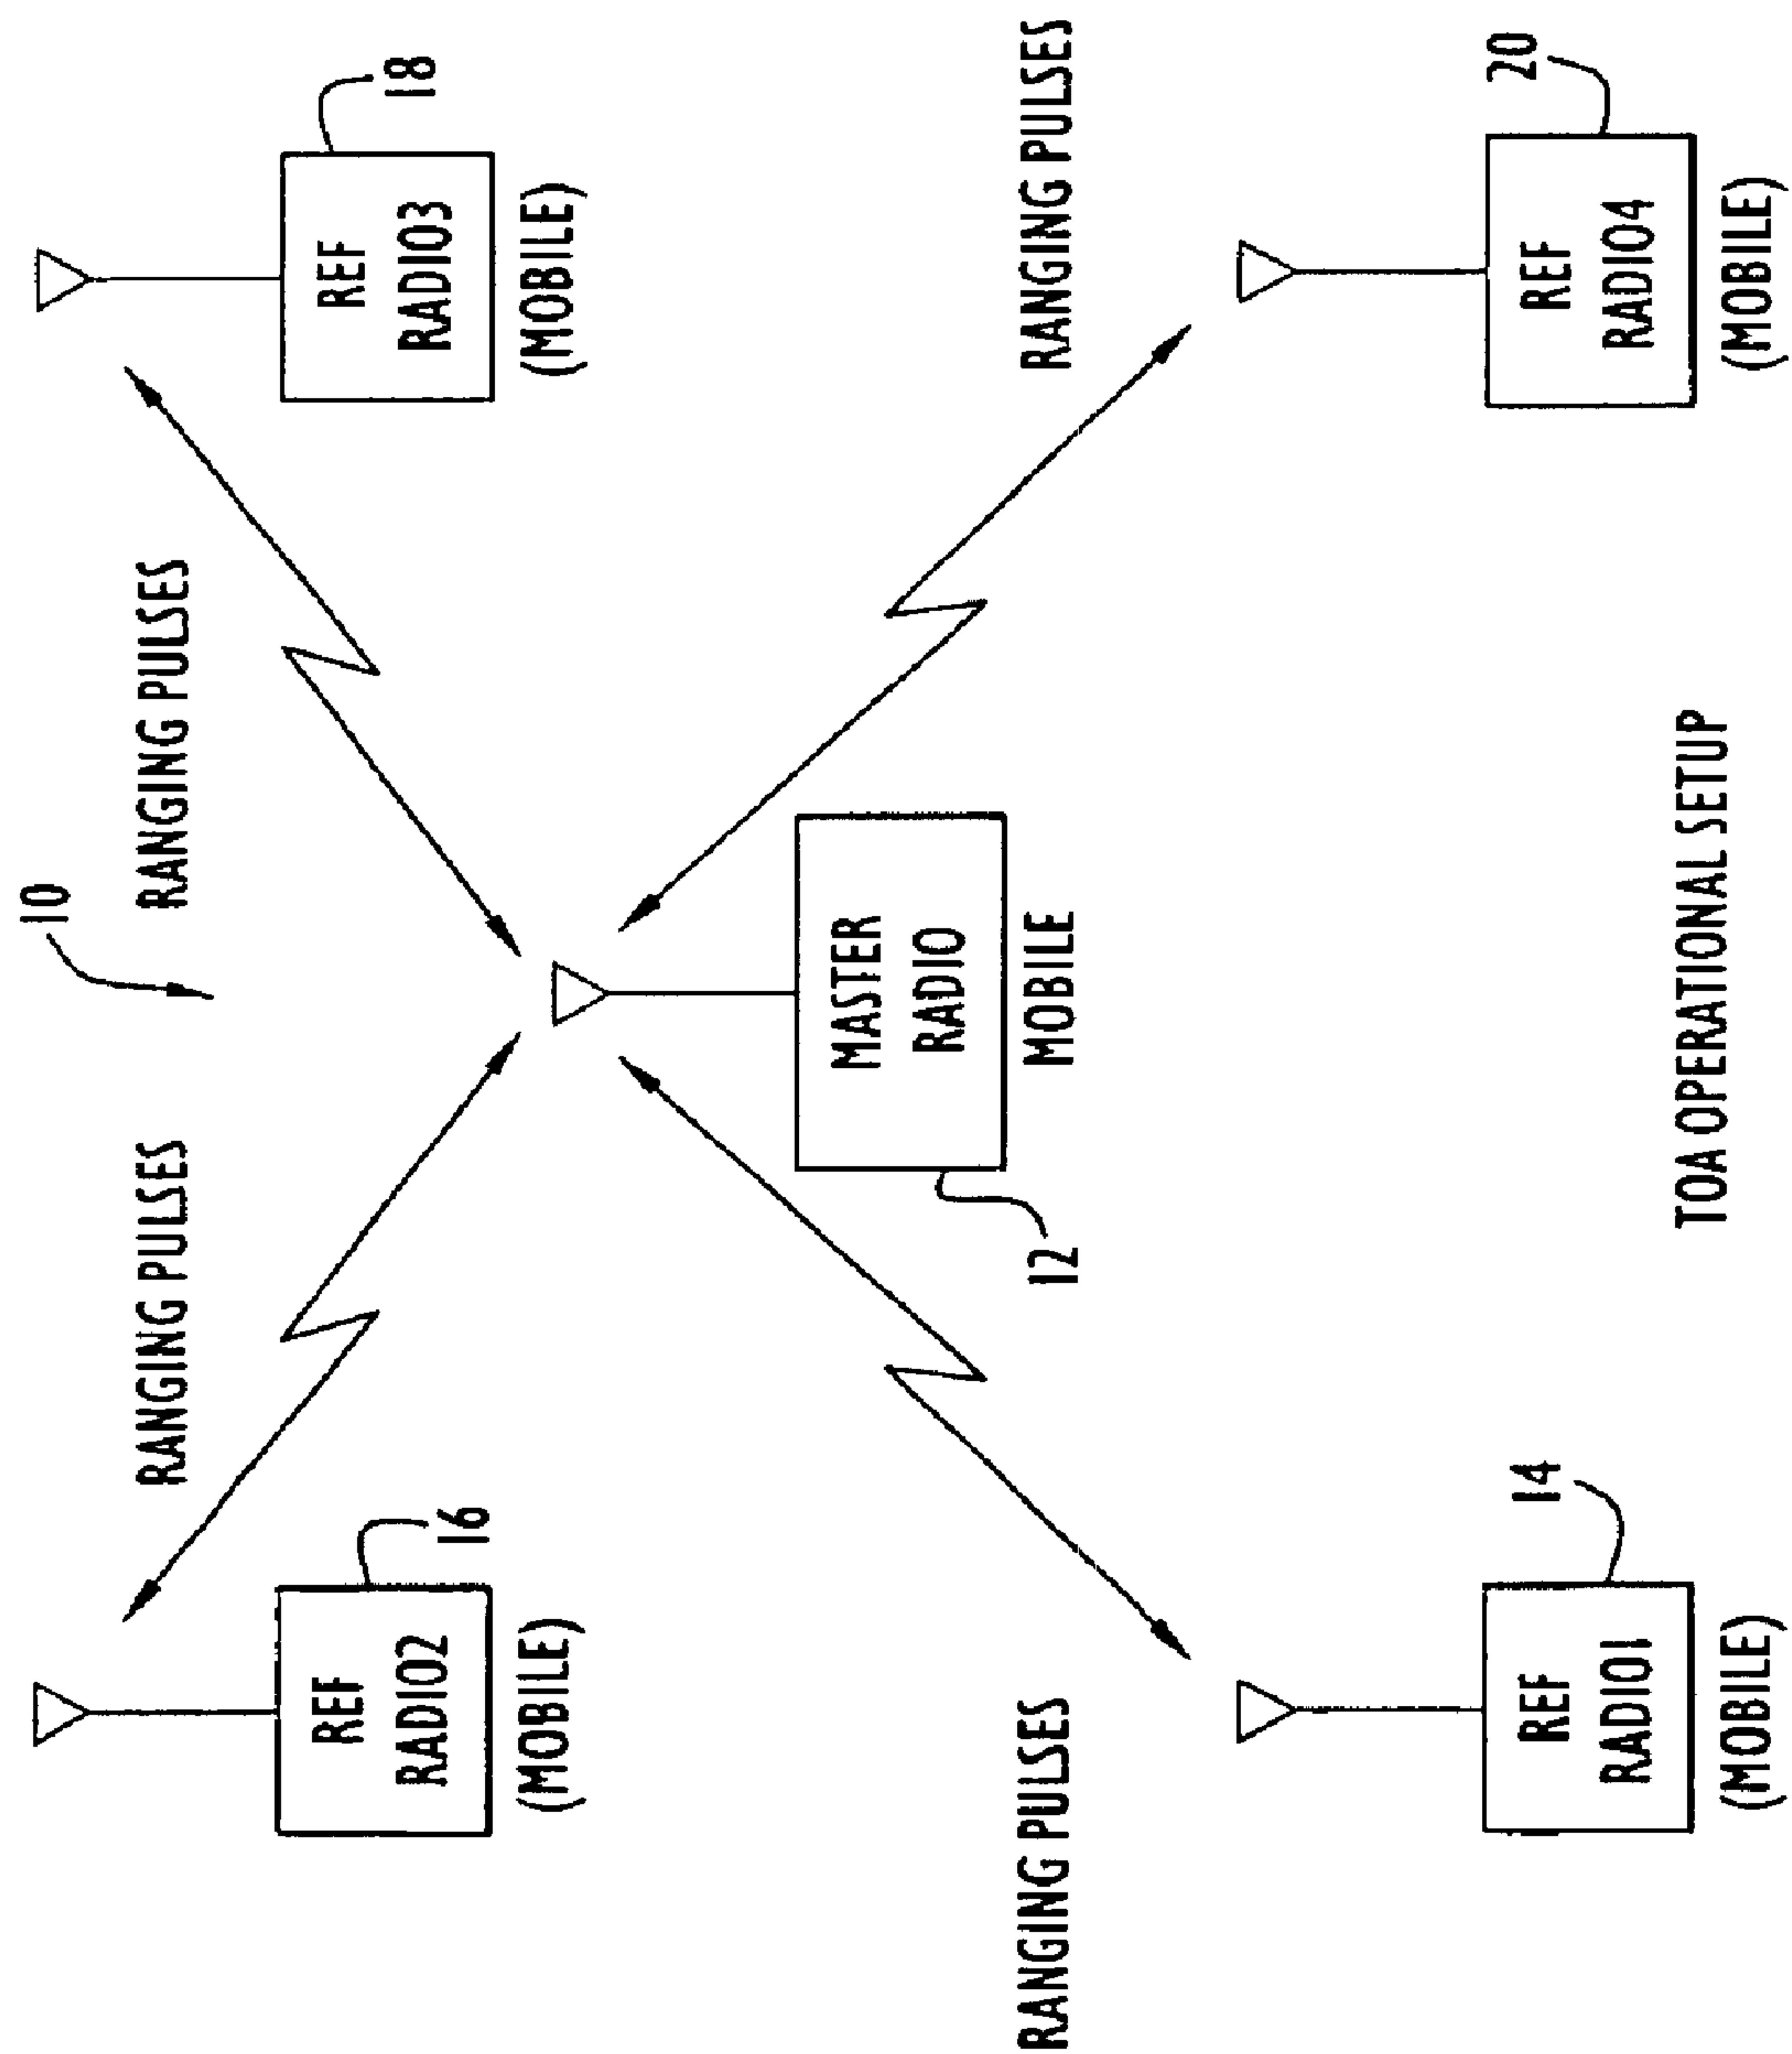 10
RANGING PULSES
RANGING PULSES
REF
RADIO2
(MOBILE)
16
REF
RADIO3
(MOBILE)
18
MASTER
RADIO
MOBILE
12
RANGING PULSES
RANGING PULSES
REF
RADIO1
(MOBILE)
14
REF
RADIO4
(MOBILE)
20
TOA OPERATIONAL SETUP